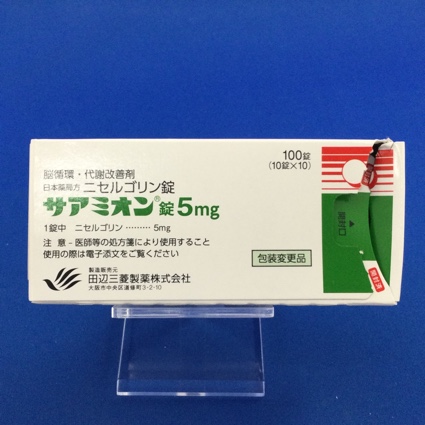 脳循環・代謝改善剤
日本薬局方 ニセルゴリン錠
サアミオン®錠5mg
100錠
(10錠×10)
1錠中 ニセルゴリン ……… 5mg
注 意-医師等の処方箋により使用すること
使用の際は電子添文をご覧ください
包装変更品
製造販売元
田辺三菱製薬株式会社
大阪市中央区道修町3-2-10
開封口